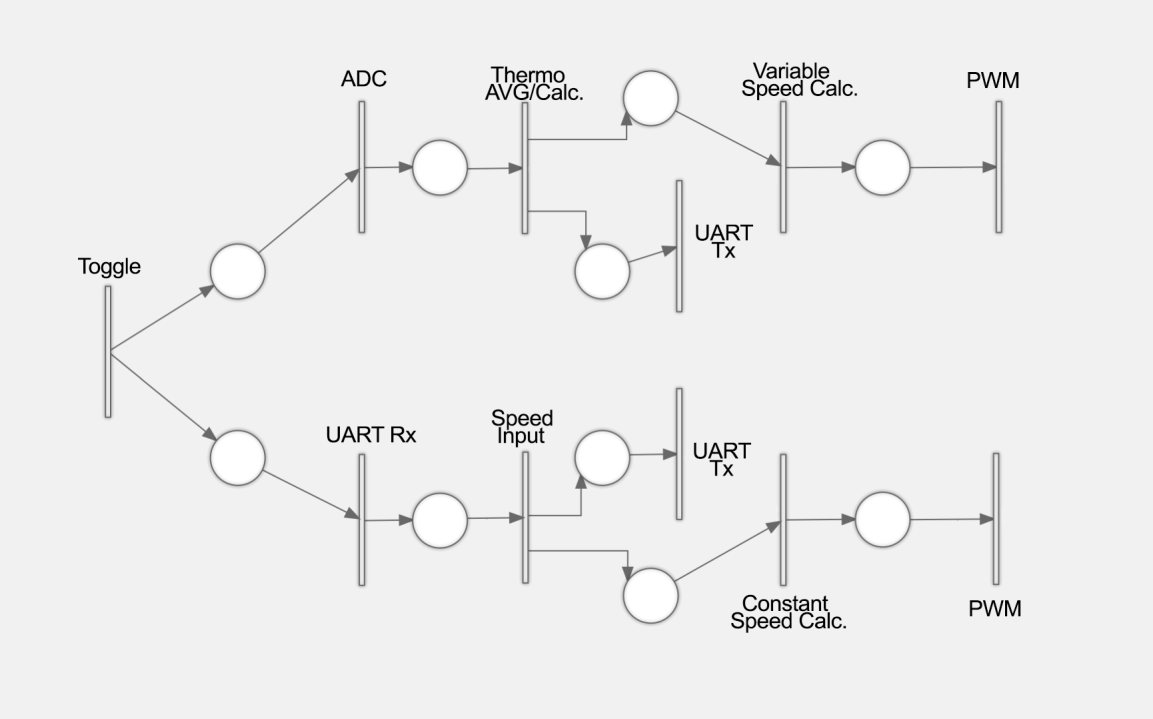 ADC
Thermo
AVG/Calc.
Variable
Speed Calc.
PWM
UART
Tx
Toggle
UART Rx
Speed
Input
UART
Tx
Constant
Speed Calc.
PWM